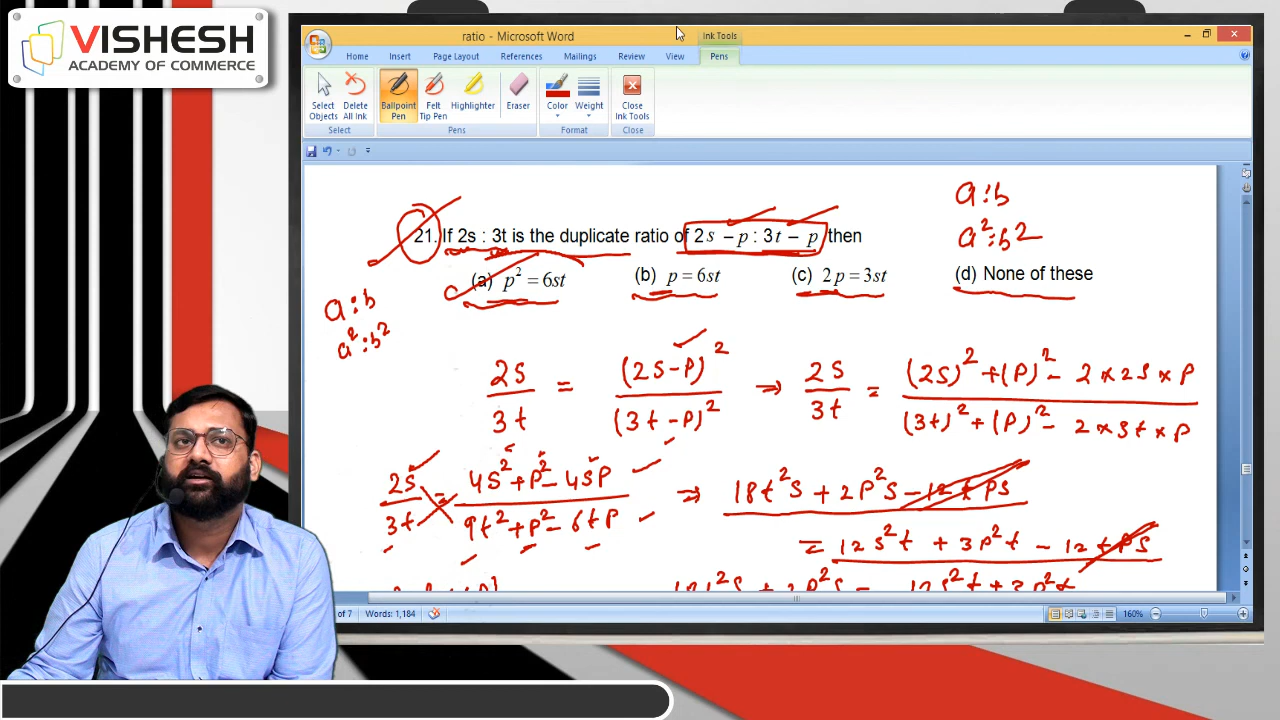 VISHESH
ACADEMY OF COMMERCE
ratio - Microsoft Word
Ink Tools
Home Insert Page Layout References Mailings Review View Pens
Select Objects
Delete All Ink
Ballpoint Pen
Felt Tip Pen
Highlighter
Eraser
Color
Weight
Close Ink Tools
Select Pens Format Close
a:b
a²:b²
21. If 2s : 3t is the duplicate ratio of 2s – p : 3t – p then
(a) p² = 6st (b) p = 6st (c) 2p = 3st (d) None of these
a:b
a²:b²
2s/3t = (2s-p)²/(3t-p)² ⇒ 2s/3t = (2s)²+(p)²- 2×2s×p/(3t)²+(p)²- 2×3t×p
2s/3t = 4s²+p²-4sp/9t²+p²-6tp ⇒ 18t²s + 2p²s - 12tps
= 12s²t + 3p²t - 12tps
12s²t + 3p²t
of 7 Words: 1,184 160%